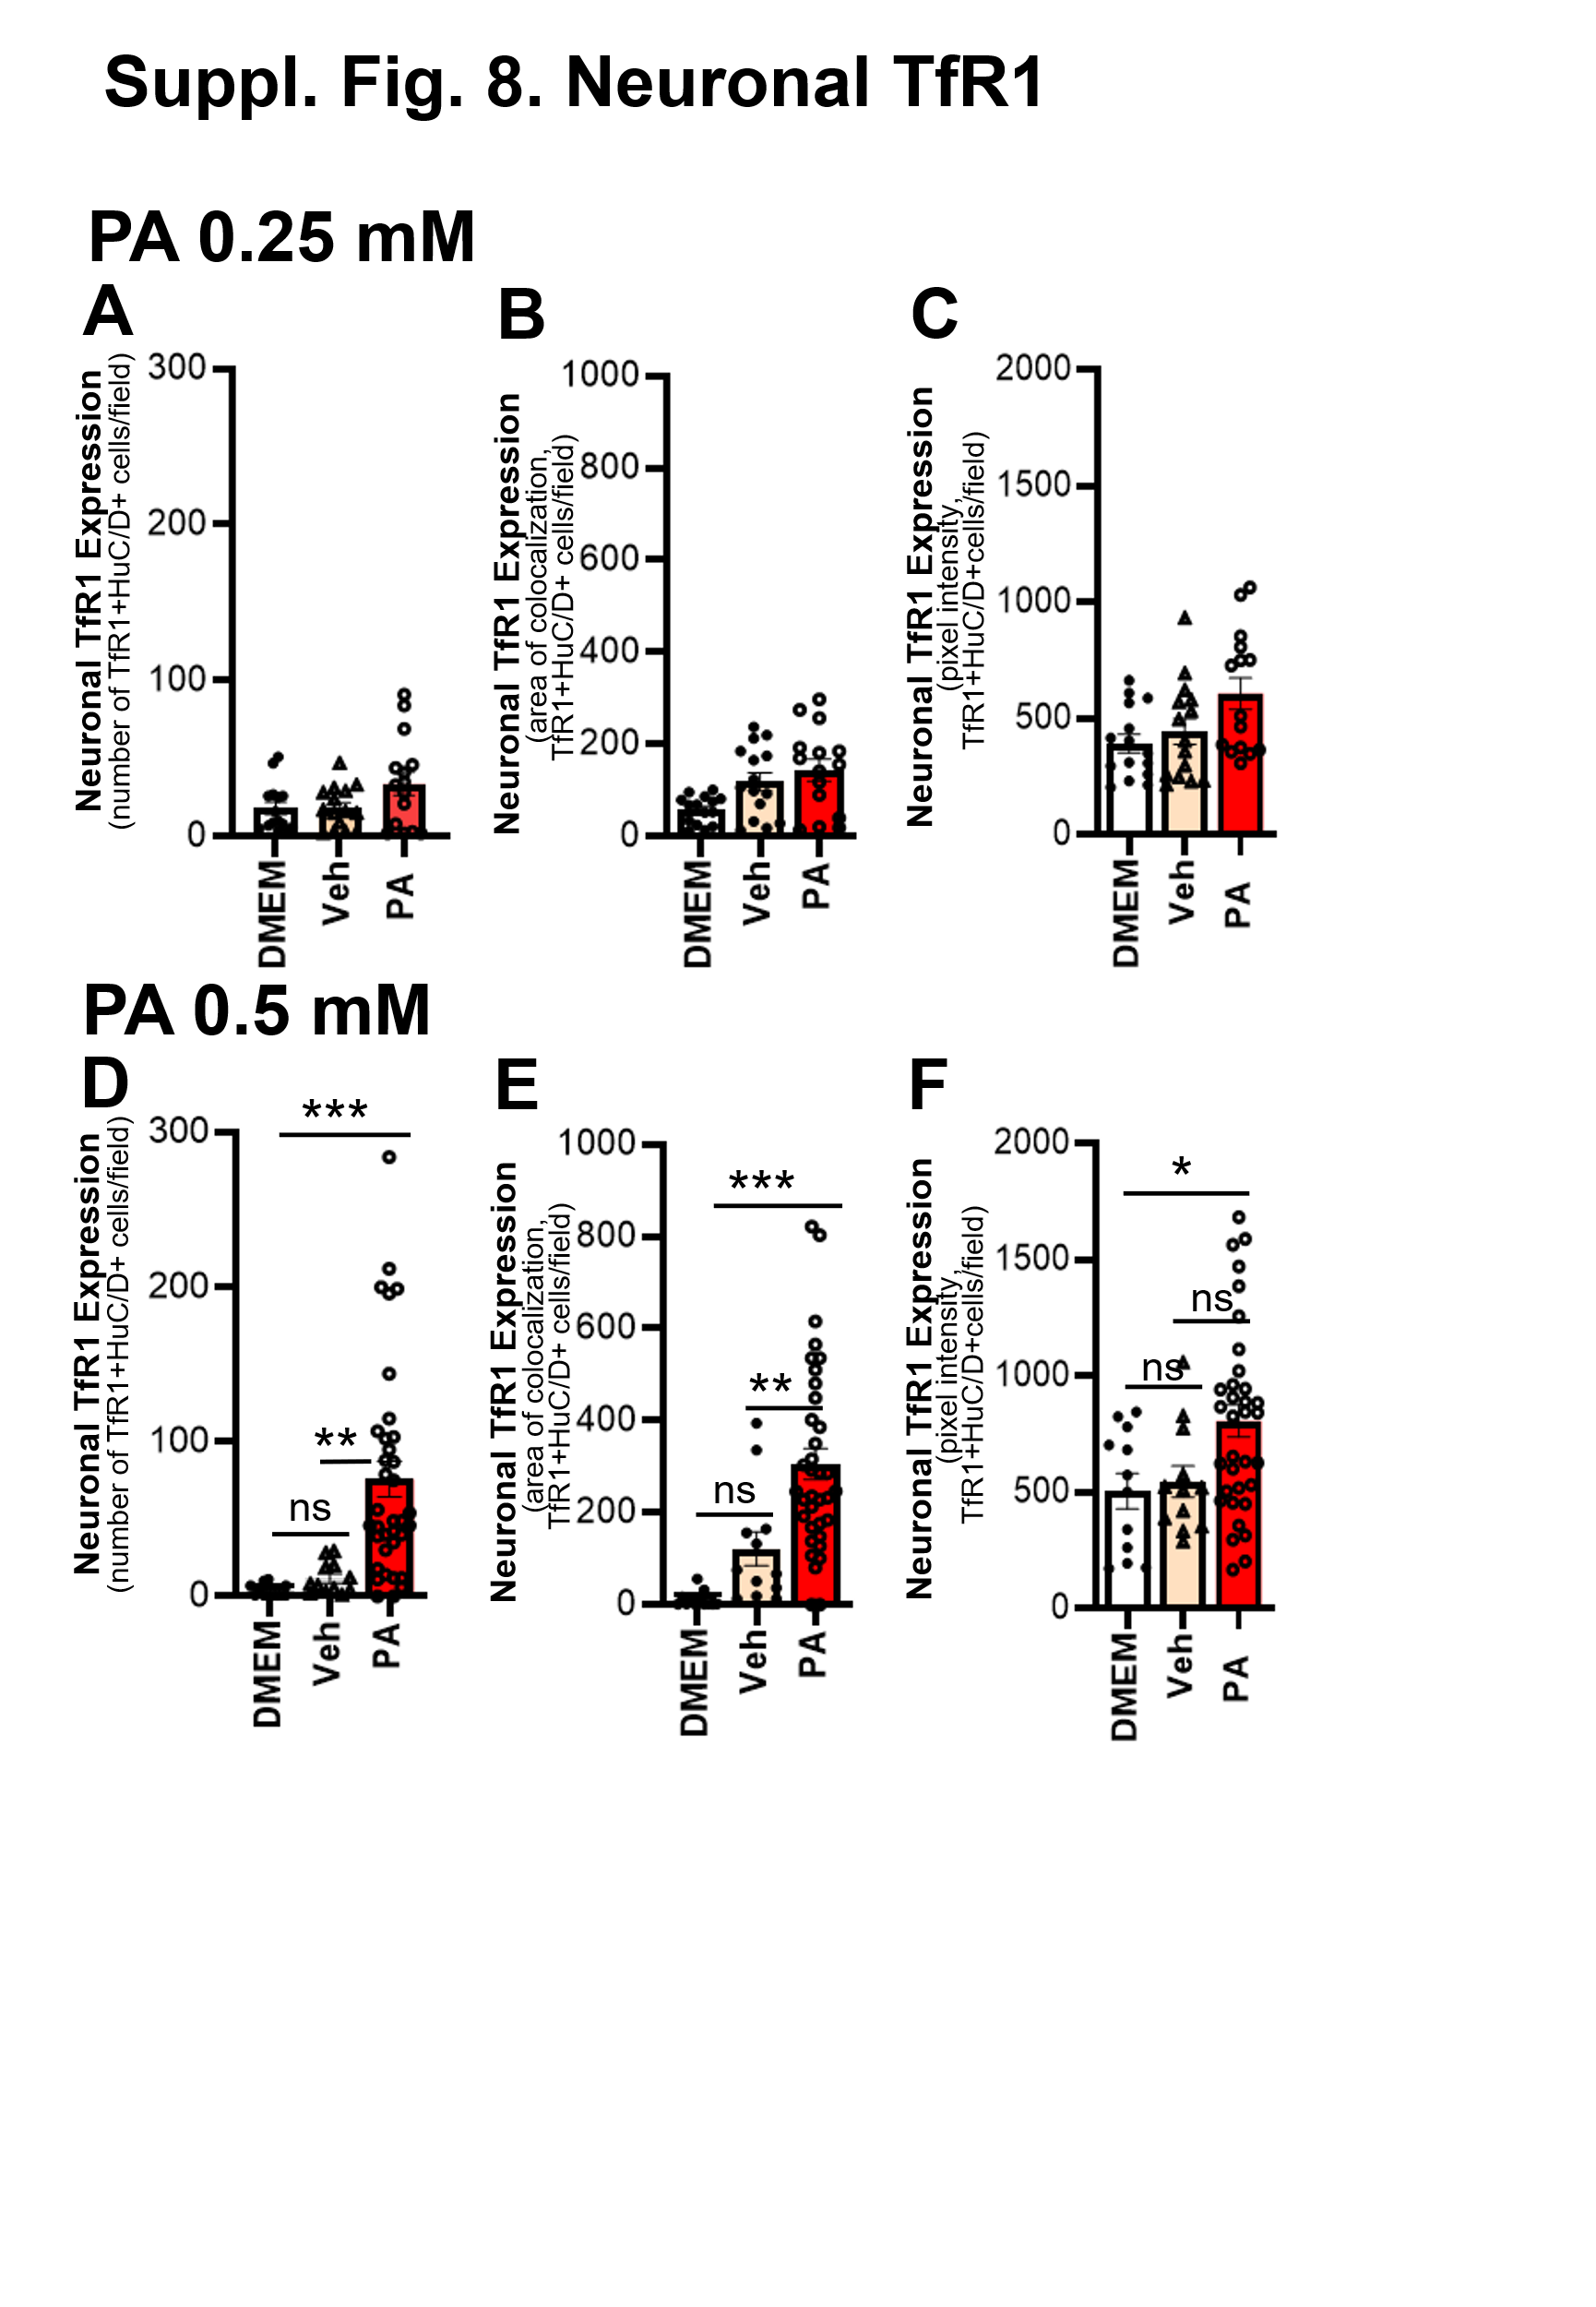 Suppl. Fig. 8. Neuronal TfR1
PA 0.25 mM
A
Neuronal TfR1 Expression
(number of TfR1+HuC/D+ cells/field)
300
200
100
0
DMEM
Veh
PA
B
Neuronal TfR1 Expression
(area of colocalization,
TfR1+HuC/D+ cells/field)
1000
800
600
400
200
0
DMEM
Veh
PA
C
Neuronal TfR1 Expression
(pixel intensity,
TfR1+HuC/D+cells/field)
2000
1500
1000
500
0
DMEM
Veh
PA
PA 0.5 mM
D
Neuronal TfR1 Expression
(number of TfR1+HuC/D+ cells/field)
300
200
100
0
***
**
ns
DMEM
Veh
PA
E
Neuronal TfR1 Expression
(area of colocalization,
TfR1+HuC/D+ cells/field)
1000
800
600
400
200
0
***
**
ns
DMEM
Veh
PA
F
Neuronal TfR1 Expression
(pixel intensity,
TfR1+HuC/D+cells/field)
2000
1500
1000
500
0
*
ns
ns
DMEM
Veh
PA